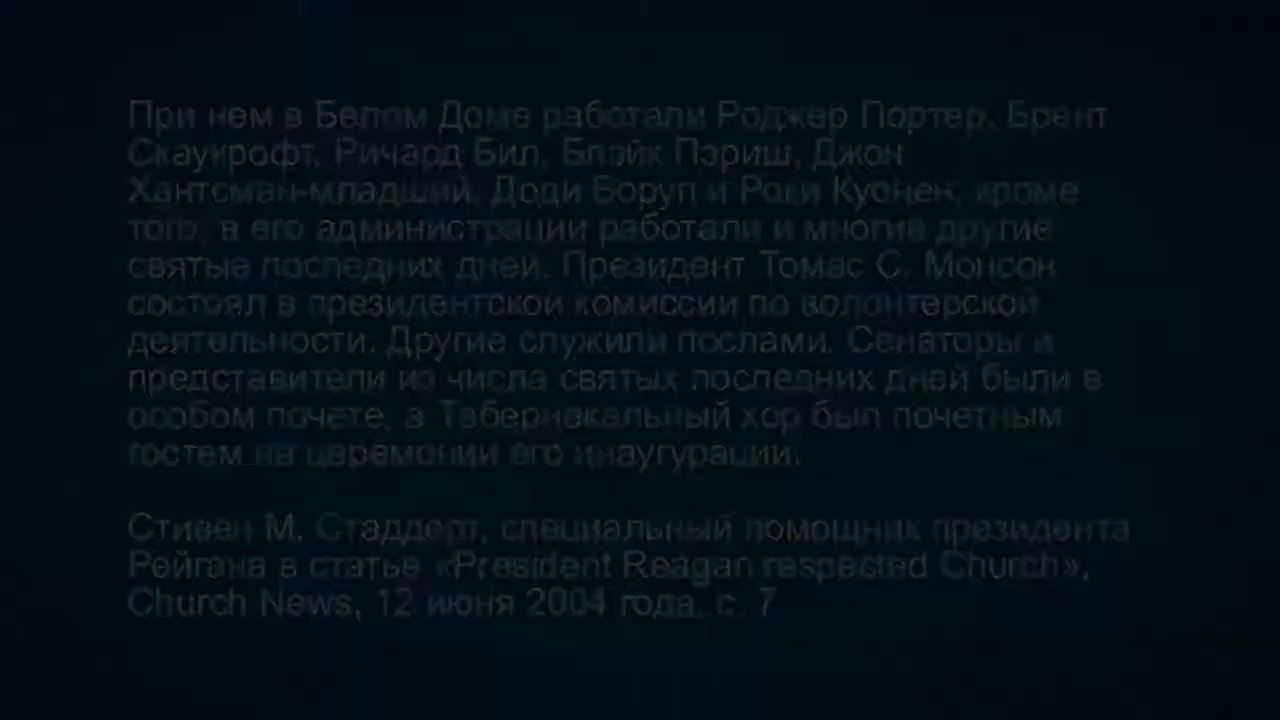 При нем в Белом Доме работали Роджер Портер, Брент
Скаукрофт, Ричард Бил, Блэйк Пэриш, Джон
Хантсман-младший, Доди Боруп и Роки Куонен, кроме
того, в его администрации работали и многие другие
святые последних дней. Президент Томас С. Монсон
состоял в президентской комиссии по волонтерской
деятельности. Другие служили послами. Сенаторы и
представители из числа святых последних дней были в
особом почете, а Табернакальный хор был почетным
гостем на церемонии его инаугурации.
Стивен М. Стаддерт, специальный помощник президента
Рейгана в статье «President Reagan respected Church»,
Church News, 12 июня 2004 года, с. 7